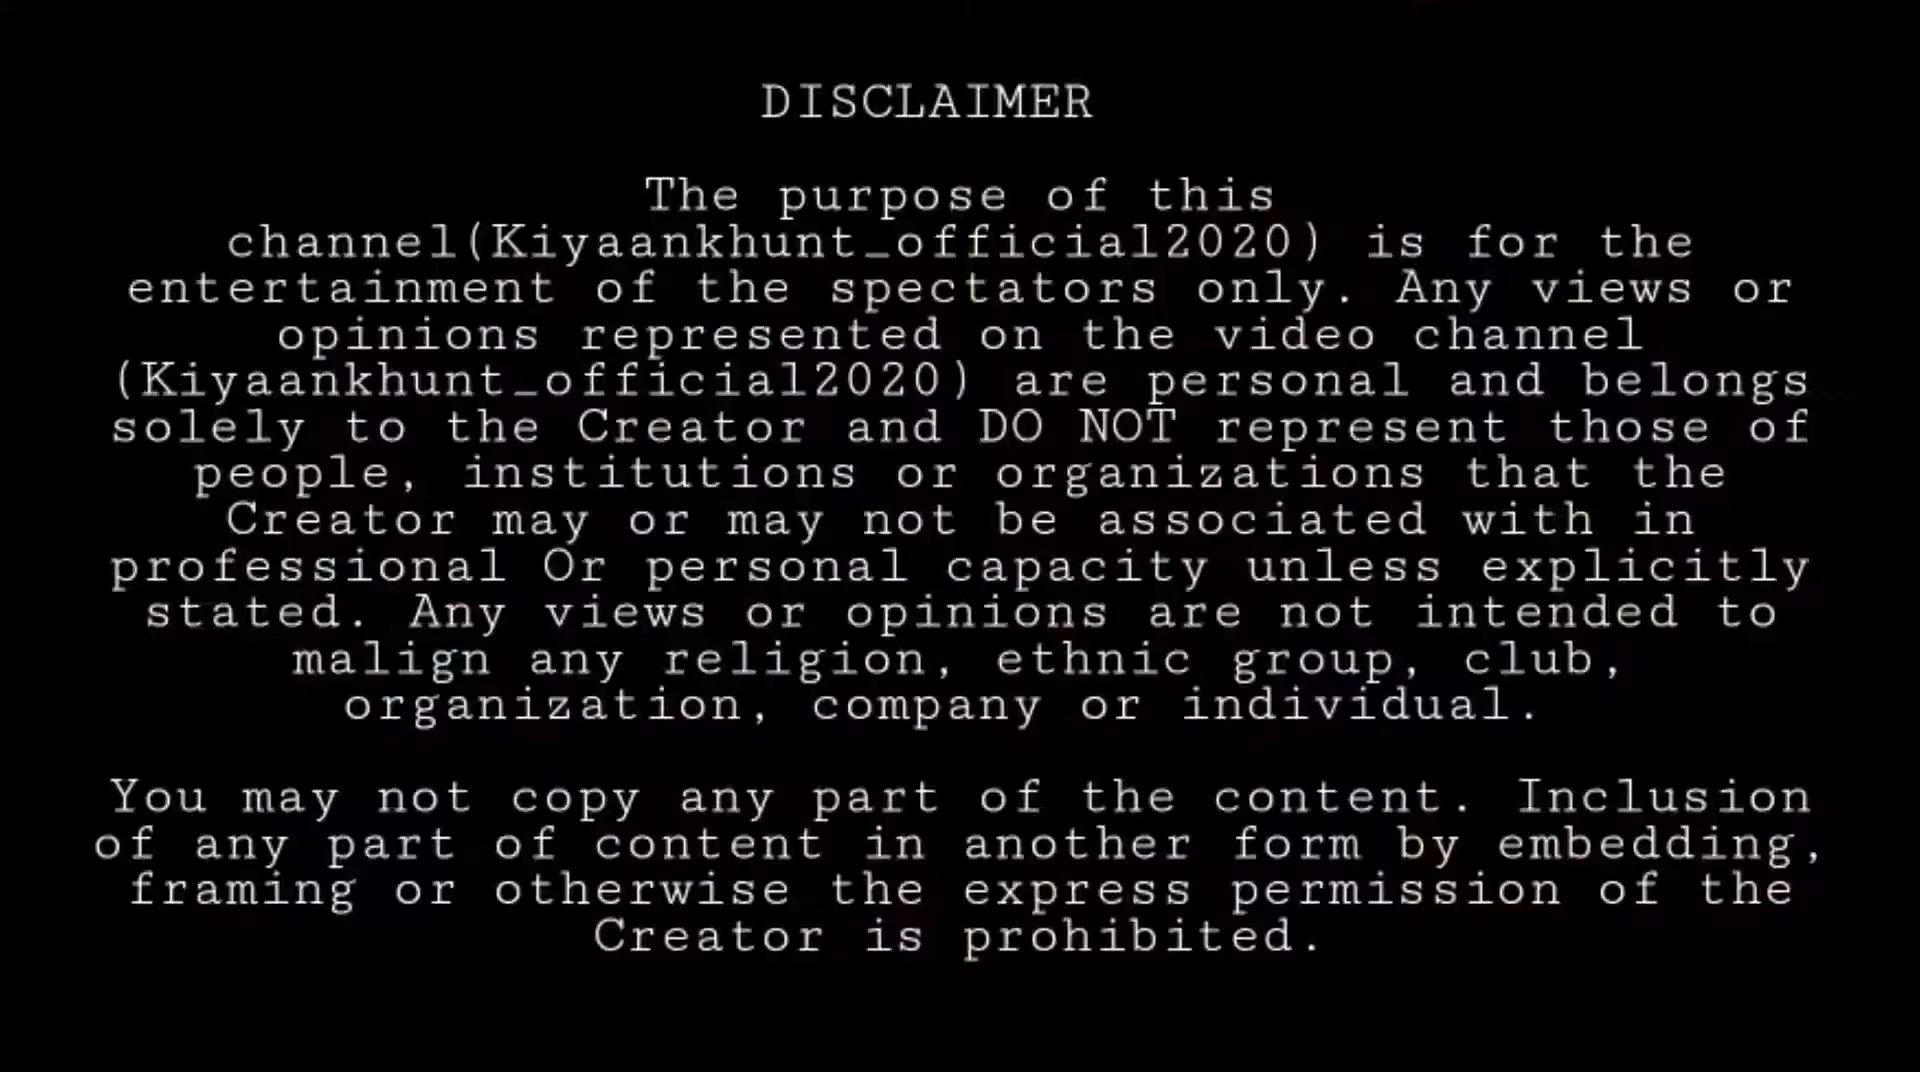 DISCLAIMER
The purpose of this
channel(Kiyaankhunt_official2020) is for the
entertainment of the spectators only. Any views or
opinions represented on the video channel
(Kiyaankhunt_official2020) are personal and belongs
solely to the Creator and DO NOT represent those of
people, institutions or organizations that the
Creator may or may not be associated with in
professional Or personal capacity unless explicitly
stated. Any views or opinions are not intended to
malign any religion, ethnic group, club,
organization, company or individual.
You may not copy any part of the content. Inclusion
of any part of content in another form by embedding,
framing or otherwise the express permission of the
Creator is prohibited.